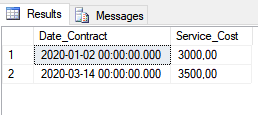 Results Messages
Date_Contract Service_Cost
1 2020-01-02 00:00:00.000 3000,00
2 2020-03-14 00:00:00.000 3500,00